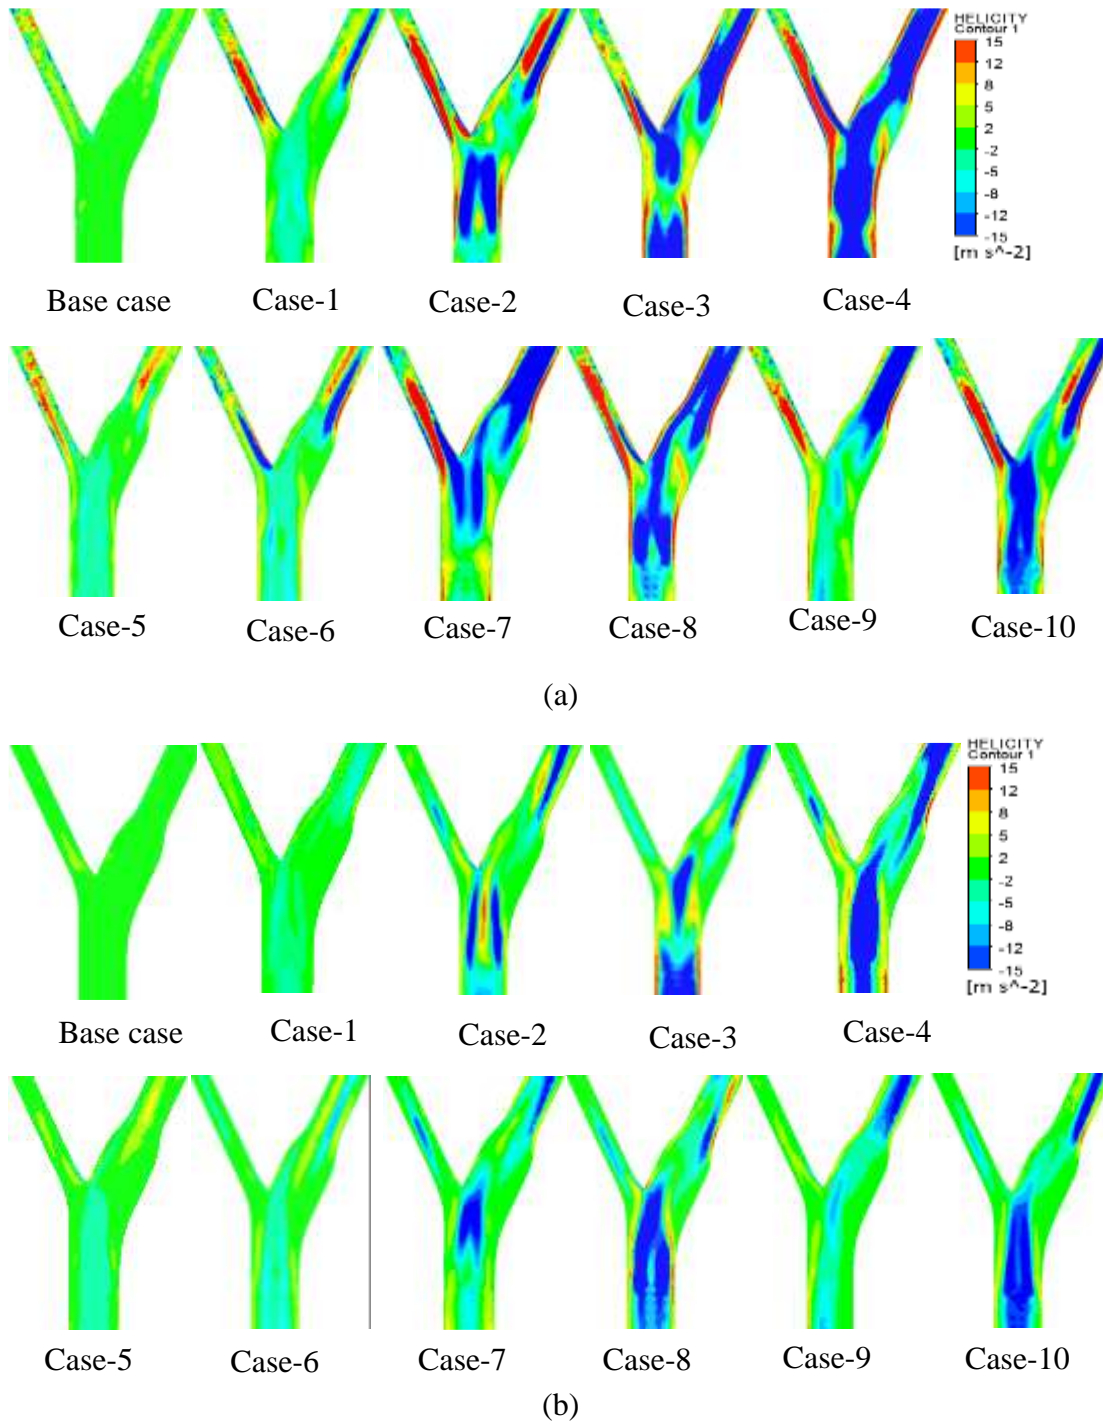 HELICITY
Contour 1
15
12
8
5
2
-2
-5
-8
-12
-15
[m s^-2]
Base case
Case-1
Case-2
Case-3
Case-4
Case-5
Case-6
Case-7
Case-8
Case-9
Case-10
(a)
HELICITY
Contour 1
15
12
8
5
2
-2
-5
-8
-12
-15
[m s^-2]
Base case
Case-1
Case-2
Case-3
Case-4
Case-5
Case-6
Case-7
Case-8
Case-9
Case-10
(b)